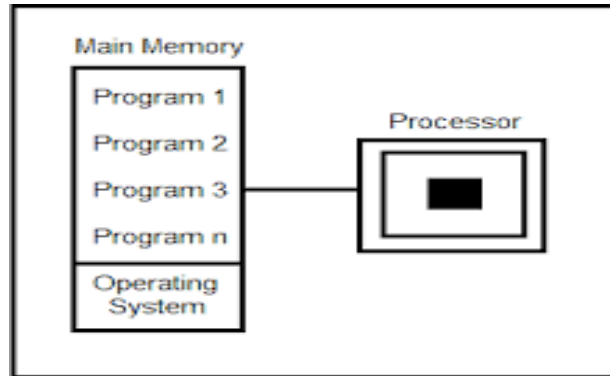 Main Memory
Program 1
Program 2
Program 3
Program n
Operating
System
Processor